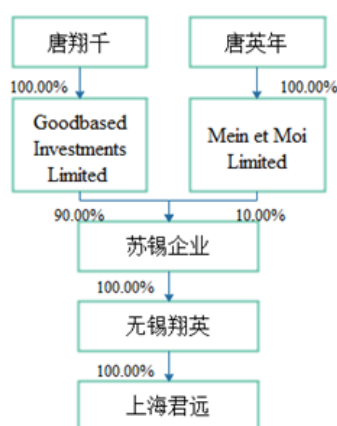 唐翔千
唐英年
100.00%
100.00%
Goodbased
Investments
Limited
Mein et Moi
Limited
90.00%
10.00%
苏锡企业
100.00%
无锡翔英
100.00%
上海君远